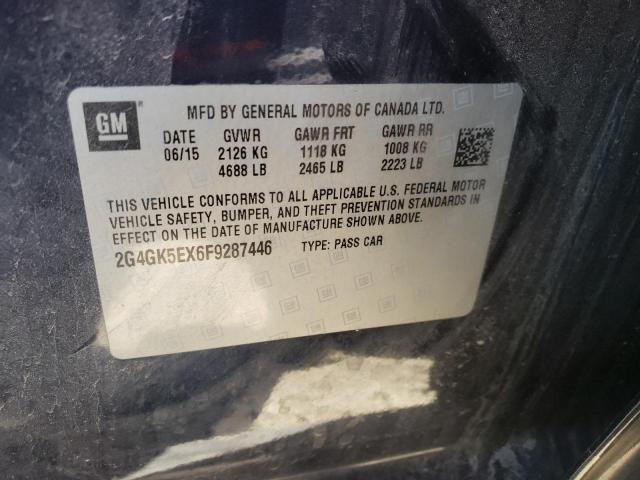 GM
MFD BY GENERAL MOTORS OF CANADA LTD.
DATE GVWR GAWR FRT GAWR RR
06/15 2126 KG 1118 KG 1008 KG
4688 LB 2465 LB 2223 LB
THIS VEHICLE CONFORMS TO ALL APPLICABLE U.S. FEDERAL MOTOR
VEHICLE SAFETY, BUMPER, AND THEFT PREVENTION STANDARDS IN
EFFECT ON THE DATE OF MANUFACTURE SHOWN ABOVE.
2G4GK5EX6F9287446 TYPE: PASS CAR